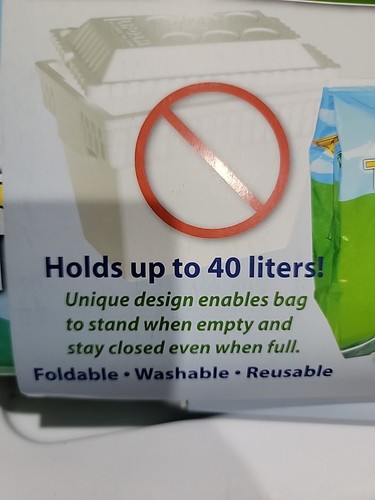 Holds up to 40 liters!
Unique design enables bag
to stand when empty and
stay closed even when full.
Foldable • Washable • Reusable